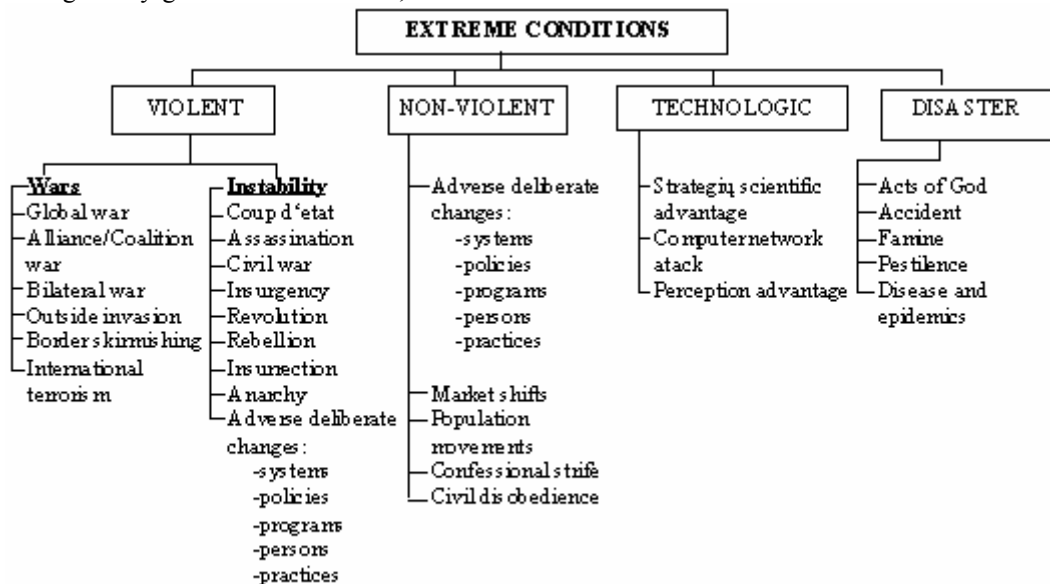 EXTREME CONDITIONS
VIOLENT
NON-VIOLENT
TECHNOLOGIC
DISASTER
Wars
Global war
Alliance/Coalition
war
Bilateral war
Outside invasion
Border skirmishing
International
terrorism
Instability
Coup d'etat
Assassination
Civil war
Insurgency
Revolution
Rebellion
Insurrection
Anarchy
Adverse deliberate
changes:
-systems
-policies
-programs
-persons
-practices
Adverse deliberate
changes:
-systems
-policies
-programs
-persons
-practices
Market shifts
Population
movements
Confessional strife
Civil disobedience
Strategių scientific
advantage
Computer network
atack
Perception advantage
Acts of God
Accident
Famine
Pestilence
Disease and
epidemics